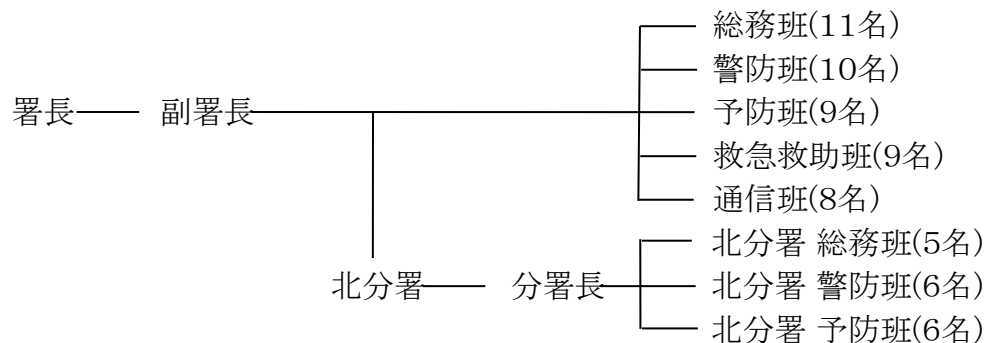 総務班(11名)
警防班(10名)
署長 副署長 予防班(9名)
救急救助班(9名)
通信班(8名)
北分署 総務班(5名)
北分署 分署長 北分署 警防班(6名)
北分署 予防班(6名)